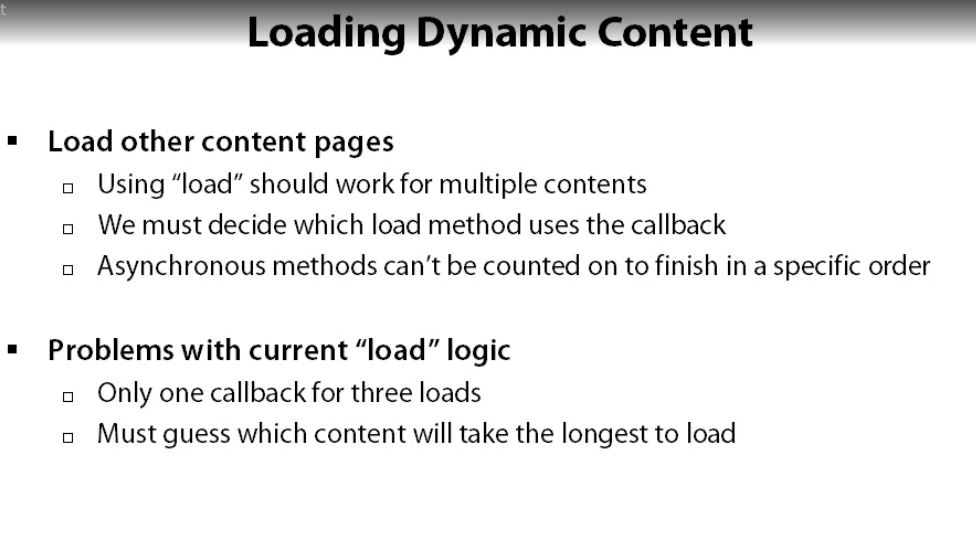 t
Loading Dynamic Content
Load other content pages
Using “load” should work for multiple contents
We must decide which load method uses the callback
Asynchronous methods can’t be counted on to finish in a specific order
Problems with current “load” logic
Only one callback for three loads
Must guess which content will take the longest to load